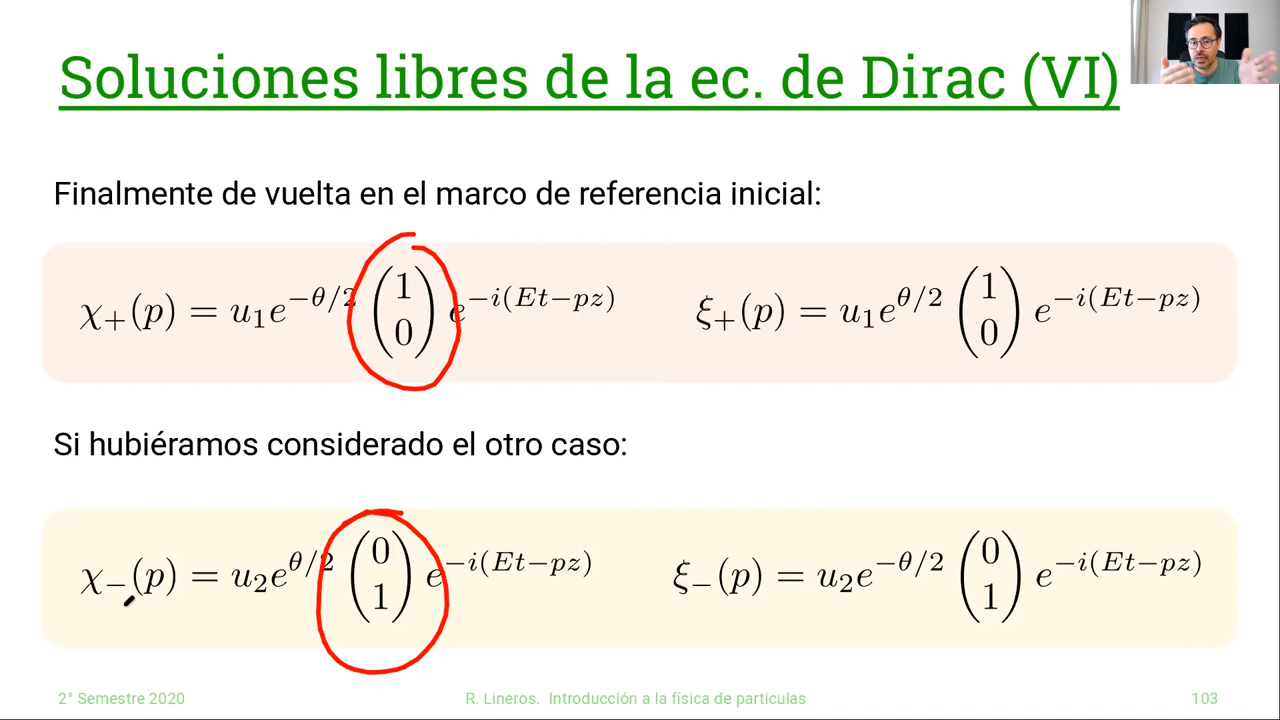 Soluciones libres de la ec. de Dirac (VI)
Finalmente de vuelta en el marco de referencia inicial:
χ₊(p) = u₁e^{−θ/2} (1 0) e^{−i(Et−pz)} ξ₊(p) = u₁e^{θ/2} (1 0) e^{−i(Et−pz)}
Si hubiéramos considerado el otro caso:
χ₋(p) = u₂e^{θ/2} (0 1) e^{−i(Et−pz)} ξ₋(p) = u₂e^{−θ/2} (0 1) e^{−i(Et−pz)}
2° Semestre 2020 R. Lineros. Introducción a la física de particulas 103